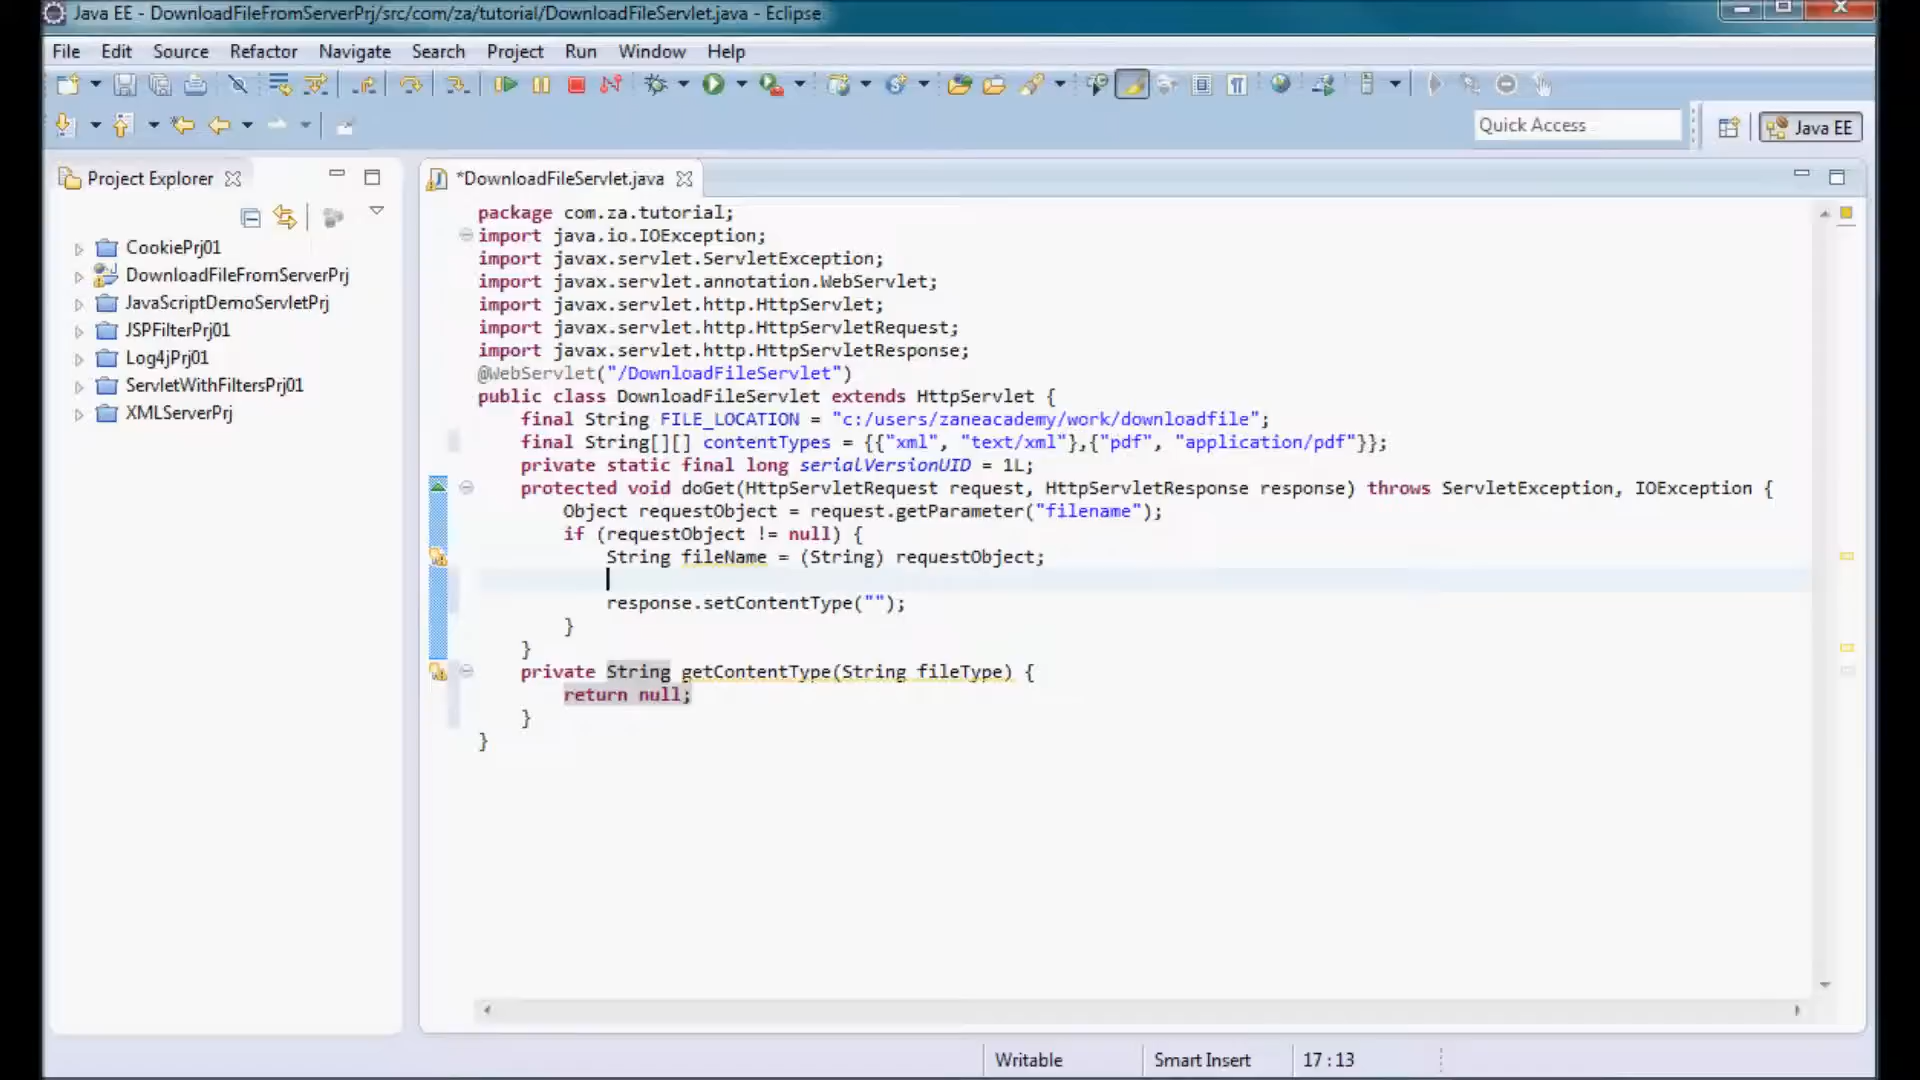 Java EE - DownloadFileFromServerPrj/src/com/za/tutorial/DownloadFileServlet.java - Eclipse
File Edit Source Refactor Navigate Search Project Run Window Help
Quick Access
Java EE
Project Explorer
CookiePrj01
DownloadFileFromServerPrj
JavaScriptDemoServletPrj
JSPFilterPrj01
Log4jPrj01
ServletWithFiltersPrj01
XMLServerPrj
*DownloadFileServlet.java
package com.za.tutorial;
import java.io.IOException;
import javax.servlet.ServletException;
import javax.servlet.annotation.WebServlet;
import javax.servlet.http.HttpServlet;
import javax.servlet.http.HttpServletRequest;
import javax.servlet.http.HttpServletResponse;
@WebServlet("/DownloadFileServlet")
public class DownloadFileServlet extends HttpServlet {
final String FILE_LOCATION = "c:/users/zaneacademy/work/downloadfile";
final String[][] contentTypes = {{"xml", "text/xml"},{"pdf", "application/pdf"}};
private static final long serialVersionUID = 1L;
protected void doGet(HttpServletRequest request, HttpServletResponse response) throws ServletException, IOException {
Object requestObject = request.getParameter("filename");
if (requestObject != null) {
String fileName = (String) requestObject;
response.setContentType("");
}
}
private String getContentType(String fileType) {
return null;
}
}
Writable
Smart Insert
17 : 13